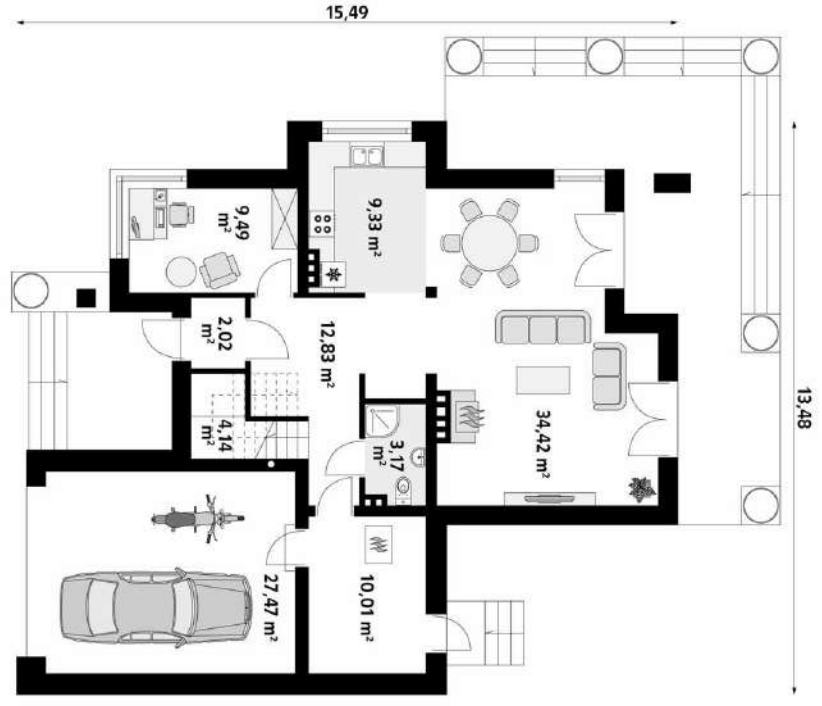 15,49
9,49
m²
9,33 m²
2,02
m²
12,83 m²
13,48
4,14
m²
3,17
m²
34,42 m²
27,47 m²
10,01 m²